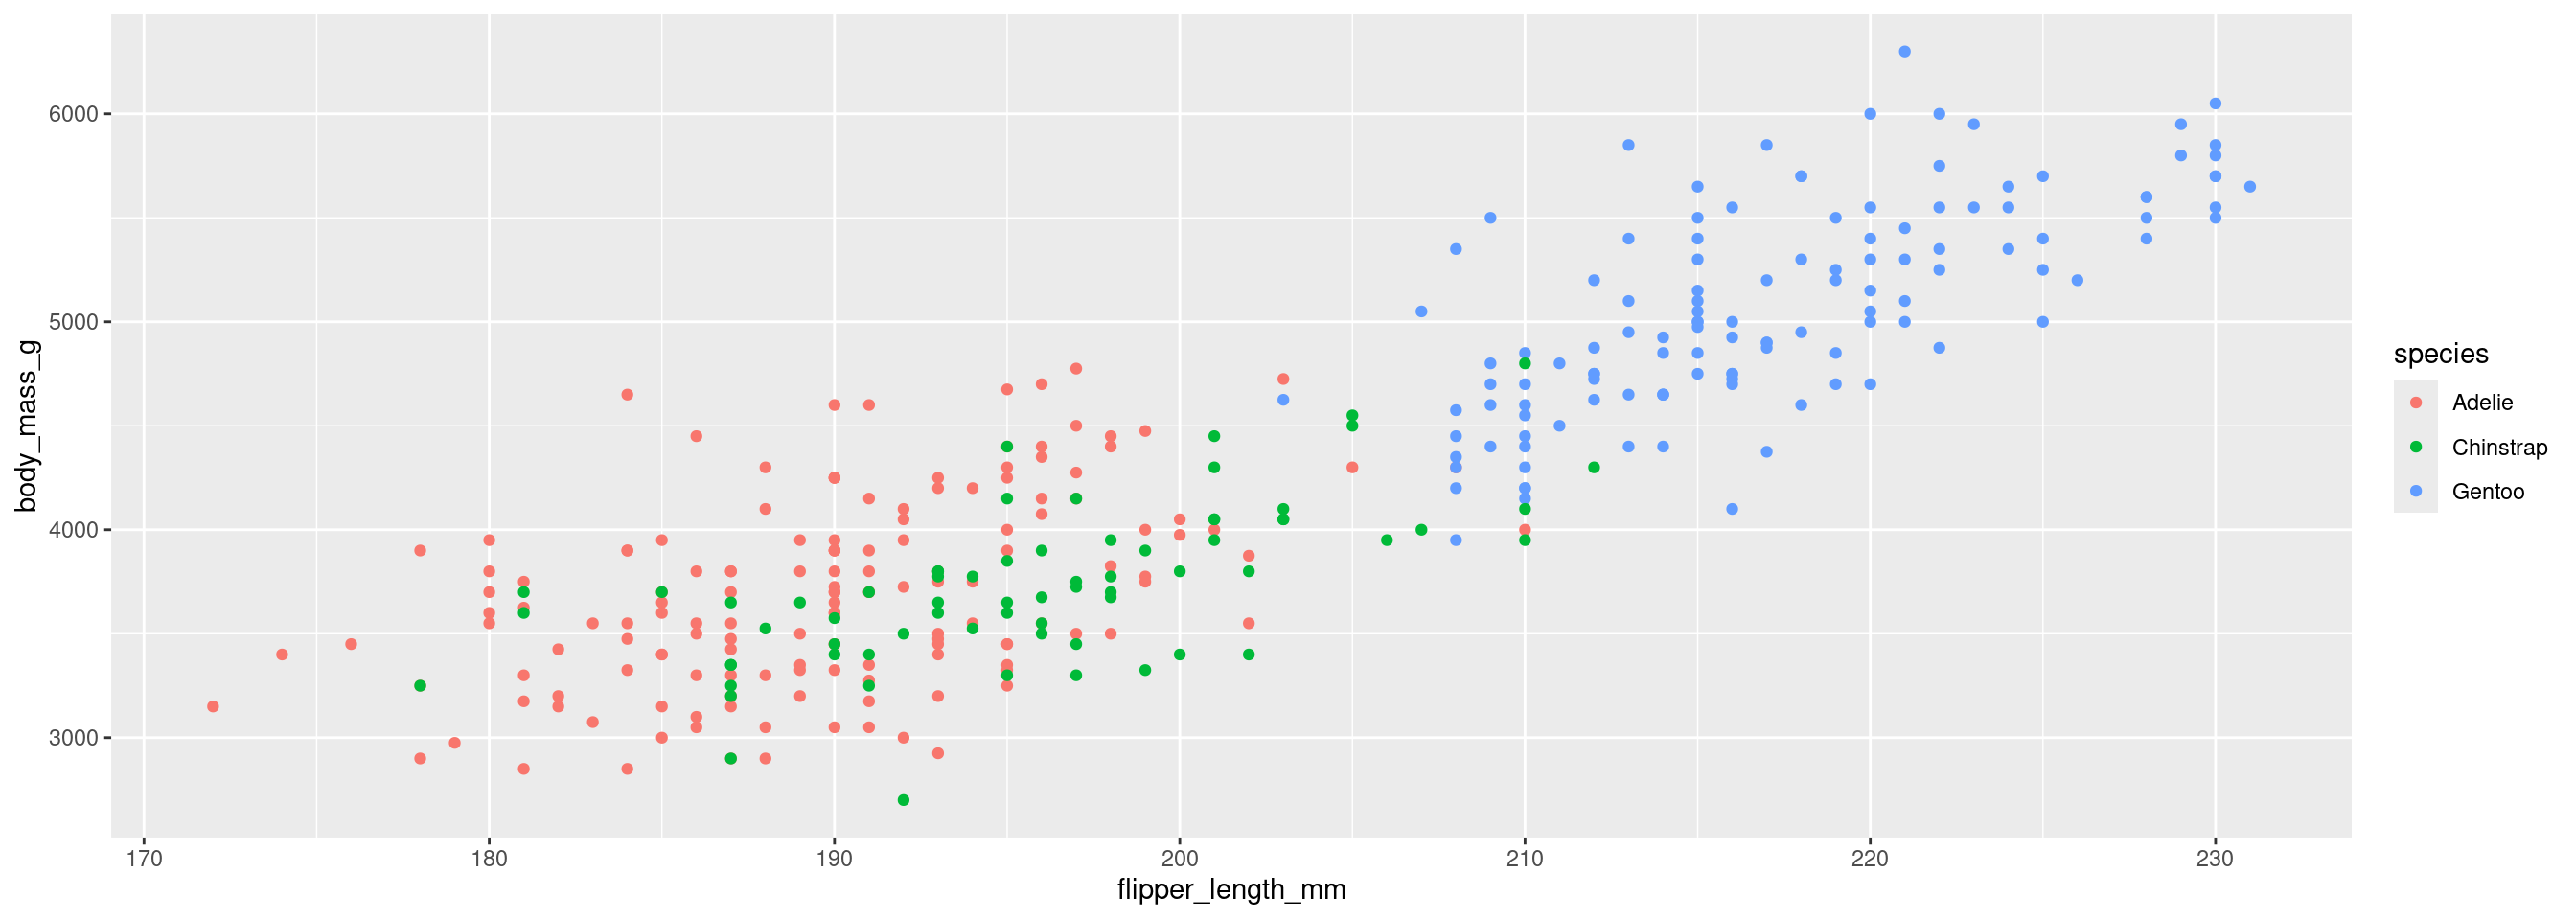 body_mass_g
6000
5000
4000
3000
170 180 190 200 210 220 230
flipper_length_mm
species
Adelie
Chinstrap
Gentoo